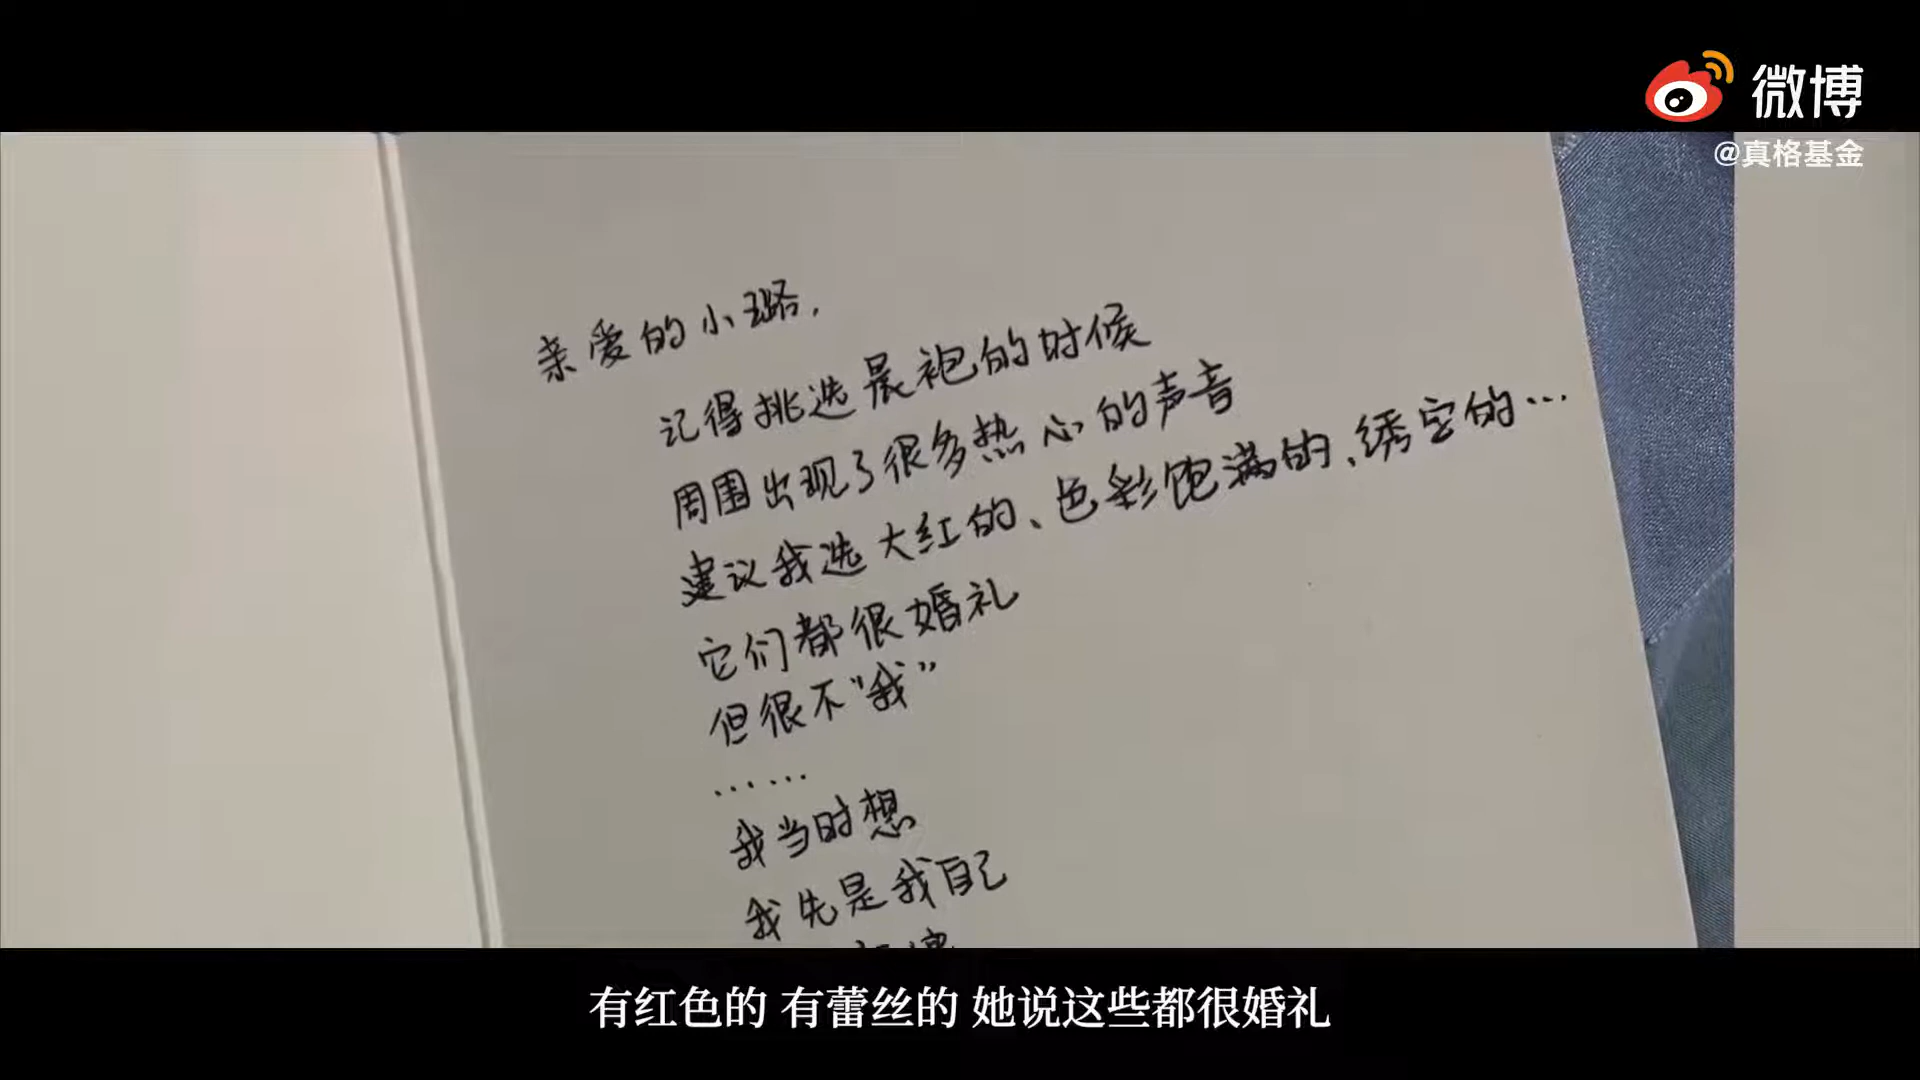 微博
@真格基金
亲爱的小璐,
记得挑选晨袍的时候
周围出现了很多热心的声音
建议我选大红的、色彩饱满的、绣字的…
它们都很婚礼
但很不“我”
……
我当时想
我先是我自己
有红色的 有蕾丝的 她说这些都很婚礼